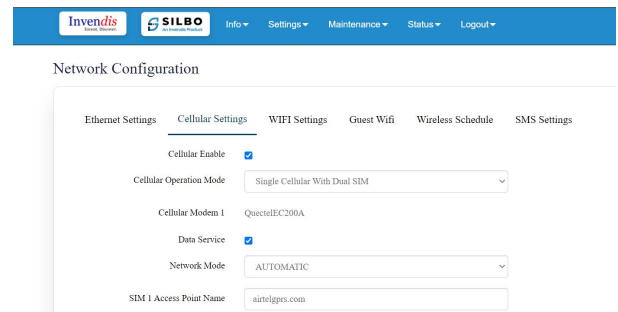 Invendis
Invent, Discover.
SILBO
An Invendis Product
Info Settings Maintenance Status Logout
Network Configuration
Ethernet Settings Cellular Settings WIFI Settings Guest Wifi Wireless Schedule SMS Settings
Cellular Enable
Cellular Operation Mode Single Cellular With Dual SIM
Cellular Modem 1 QuectelEC200A
Data Service
Network Mode AUTOMATIC
SIM 1 Access Point Name airtelgprs.com